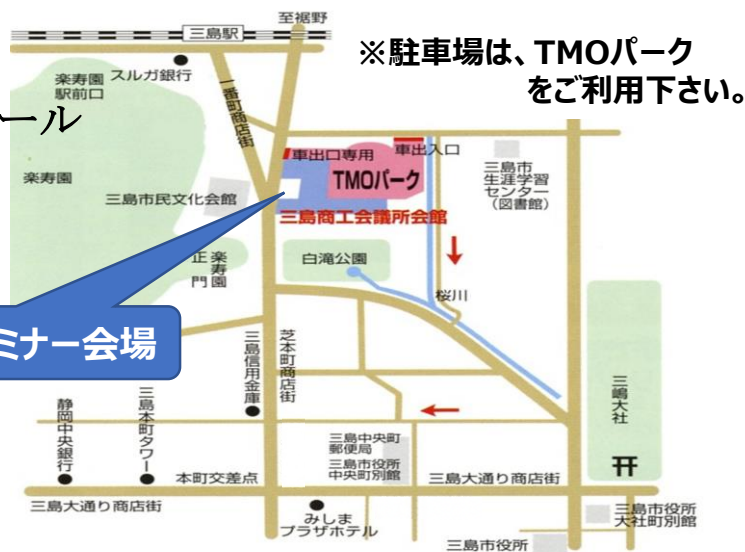 至裾野
三島駅
※駐車場は、TMOパーク
をご利用下さい。
スルガ銀行
楽寿園
駅前口
一番町商店街
ール
車出口専用
車出入口
TMOパーク
三島市
生涯学習
センター
(図書館)
楽寿園
三島市民文化会館
三島商工会議所会館
楽寿園
正門
白滝公園
桜川
ミナー会場
三島信用金庫
芝本町商店街
三嶋大社
静岡中央銀行
三島本町タワー
三島中央町
郵便局
三島市役所
中央町別館
本町交差点
三島大通り商店街
三島大通り商店街
みしま
プラザホテル
三島市役所
大社町別館
三島市役所